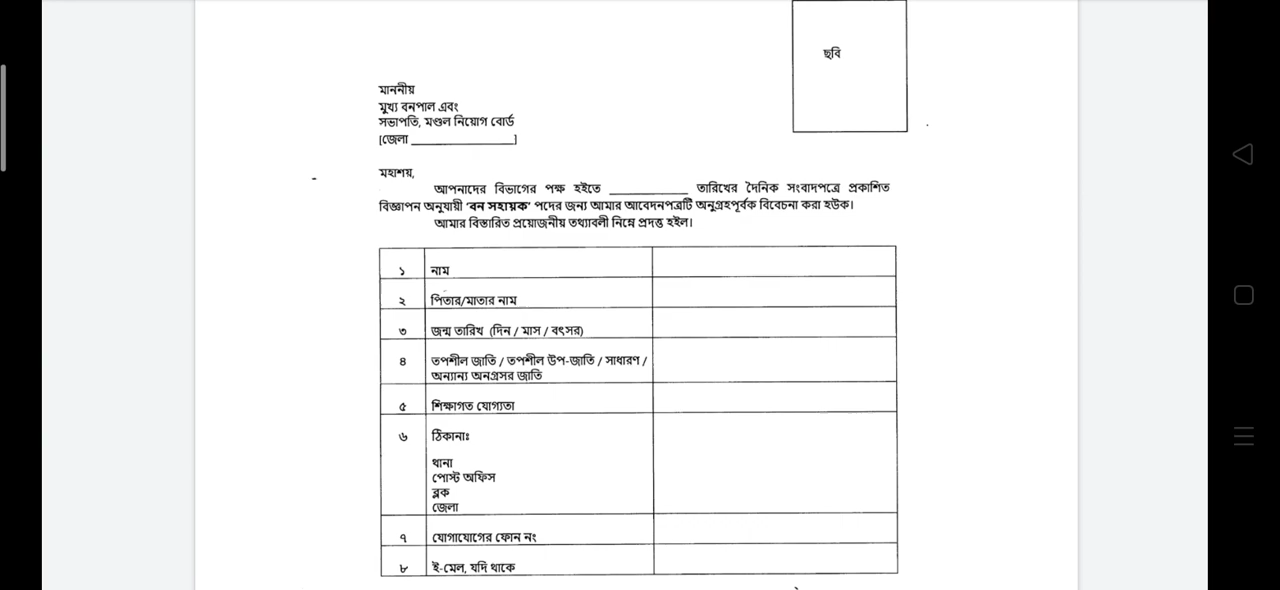 ছবি
মাননীয়
মুখ্য বনপাল এবং
সভাপতি, মণ্ডল নিয়োগ বোর্ড
[জেলা _______________]
মহাশয়,
আপনাদের বিভাগের পক্ষ হইতে ____________ তারিখের দৈনিক সংবাদপত্রে প্রকাশিত
বিজ্ঞাপন অনুযায়ী ‘বন সহায়ক’ পদের জন্য আমার আবেদনপত্রটি অনুগ্রহপূর্বক বিবেচনা করা হউক।
আমার বিস্তারিত প্রয়োজনীয় তথ্যাবলী নিম্নে প্রদত্ত হইল।
১ নাম
২ পিতার/মাতার নাম
৩ জন্ম তারিখ (দিন / মাস / বৎসর)
৪ তপশীল জাতি / তপশীল উপ-জাতি / সাধারণ /
অন্যান্য অনগ্রসর জাতি
৫ শিক্ষাগত যোগ্যতা
৬ ঠিকানাঃ
থানা
পোস্ট অফিস
ব্লক
জেলা
৭ যোগাযোগের ফোন নং
৮ ই-মেল, যদি থাকে